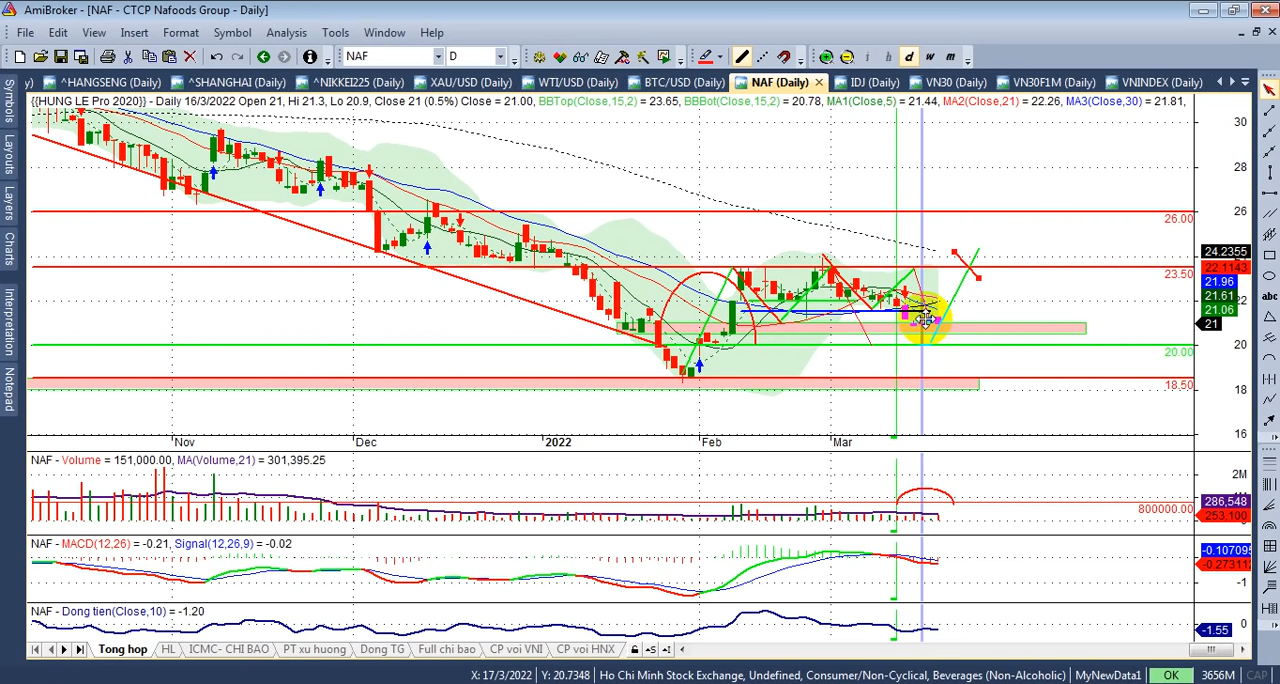 AmiBroker - [NAF - CTCP Nafoods Group - Daily]
File Edit View Insert Format Symbol Analysis Tools Window Help
NAF D d w m
^HANGSENG (Daily) ^SHANGHAI (Daily) ^NIKKEI225 (Daily) XAU/USD (Daily) WTI/USD (Daily) BTC/USD (Daily) NAF (Daily) IDJ (Daily) VN30 (Daily) VN30F1M (Daily) VNINDEX (Daily)
{{HUNG LE Pro 2020}} - Daily 16/3/2022 Open 21, Hi 21.3, Lo 20.9, Close 21 (0.5%) Close = 21.00, BBTop(Close,15,2) = 23.65, BBBot(Close,15,2) = 20.78, MA1(Close,5) = 21.44, MA2(Close,21) = 22.26, MA3(Close,30) = 21.81,
Symbols
Layouts
Layers
Charts
Interpretation
Notepad
abc
30
28
26
26.00
24.2355
22.1143
23.50
21.96
21.61
22
21.06
21
20
20.00
18.50
18
16
Nov Dec 2022 Feb Mar
NAF - Volume = 151,000.00, MA(Volume,21) = 301,395.25
2M
286,548
800000.00
253,100
NAF - MACD(12,26) = -0.21, Signal(12,26,9) = -0.02
-0.107095
-0.273112
-1
NAF - Dong tien(Close,10) = -1.20
0
-1.55
Tong hop HL ICMC- CHI BAO PT xu huong Dong TG Full chi bao CP voi VNI CP voi HNX
X: 17/3/2022 Y: 20.7348 Ho Chi Minh Stock Exchange, Undefined, Consumer/Non-Cyclical, Beverages (Non-Alcoholic) MyNewData1 OK 3656M CAP